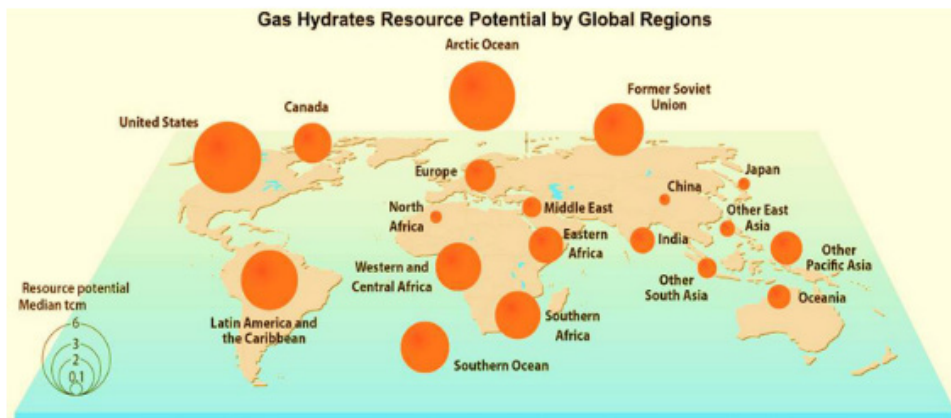 Gas Hydrates Resource Potential by Global Regions
Arctic Ocean
Former Soviet
Union
Canada
United States
Europe
Japan
China
North
Africa
Middle East
Other East
Asia
Eastern
Africa
India
Other
Pacific Asia
Western and
Central Africa
Other
South Asia
Oceania
Resource potential
Median tcm
6
3
2
0.1
Latin America and
the Caribbean
Southern
Africa
Southern Ocean